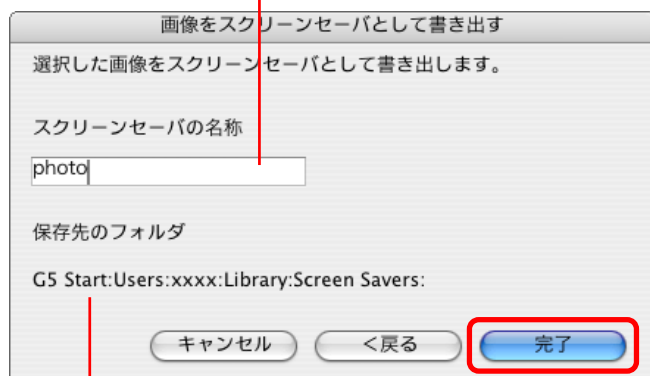 画像をスクリーンセーバとして書き出す
選択した画像をスクリーンセーバとして書き出します。
スクリーンセーバの名称
photo
保存先のフォルダ
G5 Start:Users:xxxx:Library:Screen Savers:
キャンセル <戻る 完了